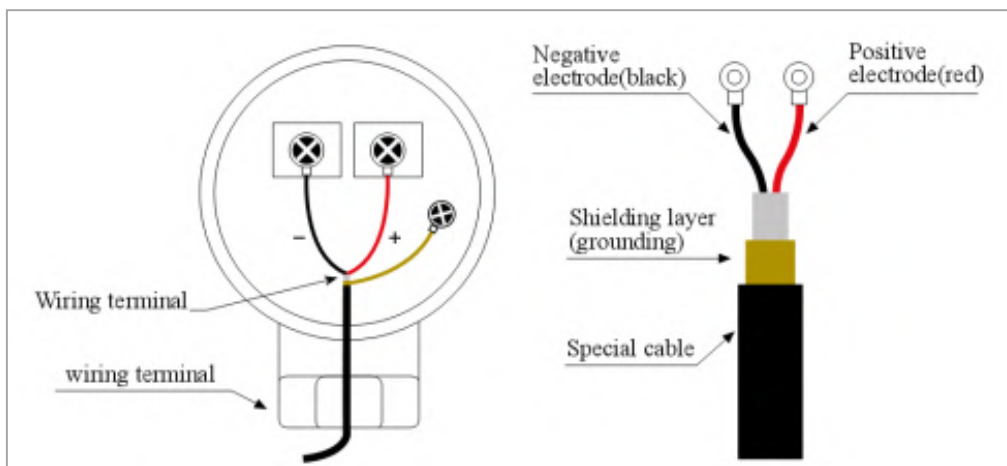 Negative
electrode(black)
Positive
electrode(red)
−
+
Shielding layer
(grounding)
Wiring terminal
Special cable
wiring terminal